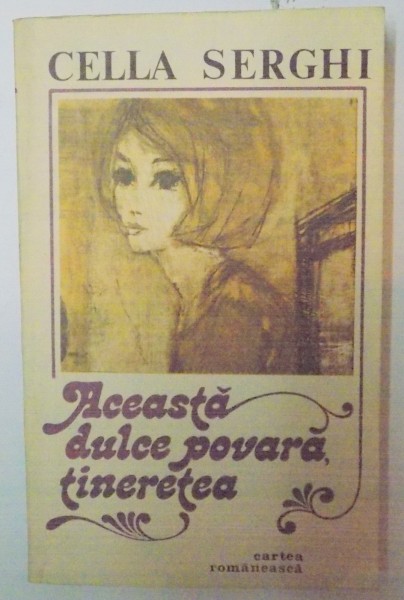 CELLA SERGHI
Această
dulce povară,
tinerețea
cartea
românească